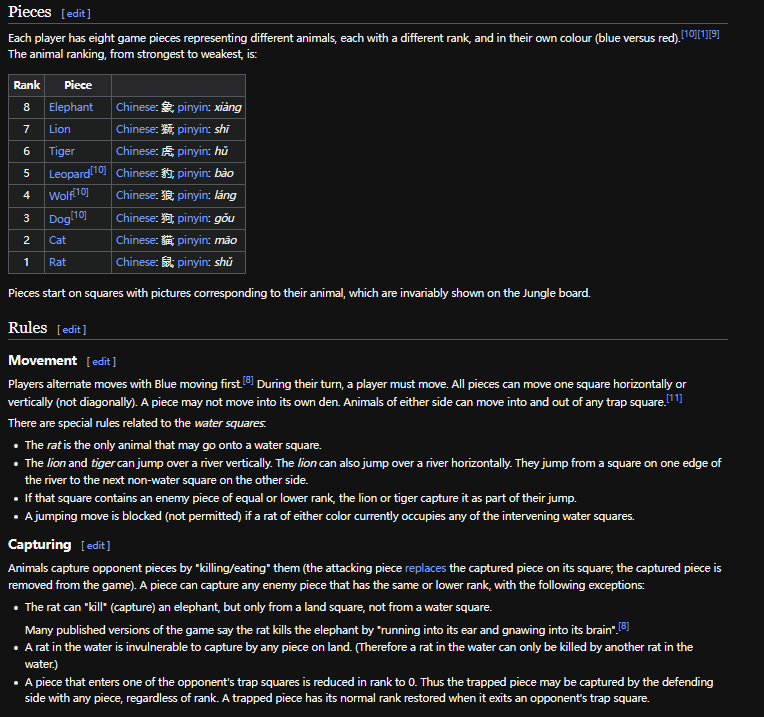 Pieces [ edit ]
Each player has eight game pieces representing different animals, each with a different rank, and in their own colour (blue versus red).[10][1][9]
The animal ranking, from strongest to weakest, is:
Rank Piece
8 Elephant Chinese: 象; pinyin: xiàng
7 Lion Chinese: 獅; pinyin: shī
6 Tiger Chinese: 虎; pinyin: hǔ
5 Leopard[10] Chinese: 豹; pinyin: bào
4 Wolf[10] Chinese: 狼; pinyin: láng
3 Dog[10] Chinese: 狗; pinyin: gǒu
2 Cat Chinese: 貓; pinyin: māo
1 Rat Chinese: 鼠; pinyin: shǔ
Pieces start on squares with pictures corresponding to their animal, which are invariably shown on the Jungle board.
Rules [ edit ]
Movement [ edit ]
Players alternate moves with Blue moving first.[8] During their turn, a player must move. All pieces can move one square horizontally or
vertically (not diagonally). A piece may not move into its own den. Animals of either side can move into and out of any trap square.[11]
There are special rules related to the water squares:
• The rat is the only animal that may go onto a water square.
• The lion and tiger can jump over a river vertically. The lion can also jump over a river horizontally. They jump from a square on one edge of
the river to the next non-water square on the other side.
• If that square contains an enemy piece of equal or lower rank, the lion or tiger capture it as part of their jump.
• A jumping move is blocked (not permitted) if a rat of either color currently occupies any of the intervening water squares.
Capturing [ edit ]
Animals capture opponent pieces by "killing/eating" them (the attacking piece replaces the captured piece on its square; the captured piece is
removed from the game). A piece can capture any enemy piece that has the same or lower rank, with the following exceptions:
• The rat can "kill" (capture) an elephant, but only from a land square, not from a water square.
Many published versions of the game say the rat kills the elephant by "running into its ear and gnawing into its brain".[8]
• A rat in the water is invulnerable to capture by any piece on land. (Therefore a rat in the water can only be killed by another rat in the
water.)
• A piece that enters one of the opponent's trap squares is reduced in rank to 0. Thus the trapped piece may be captured by the defending
side with any piece, regardless of rank. A trapped piece has its normal rank restored when it exits an opponent's trap square.